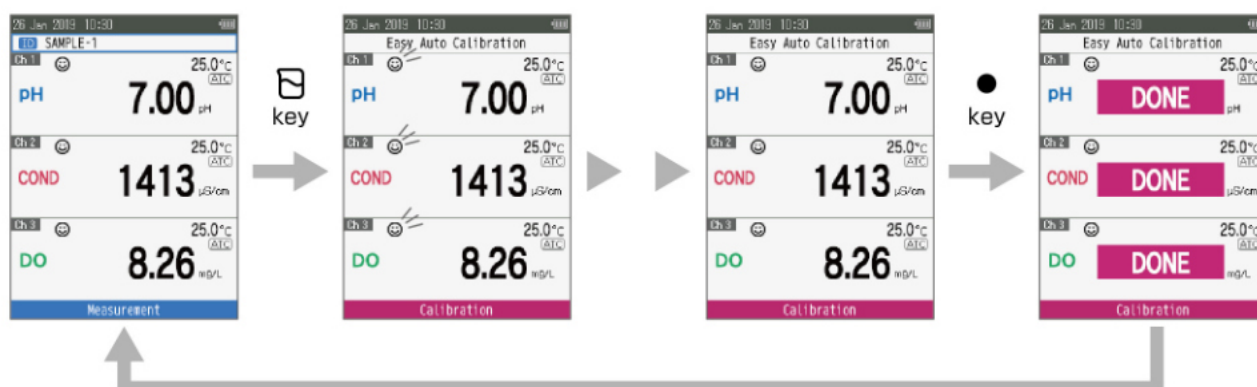 26 Jan 2019 10:30
ID SAMPLE-1
Ch 1 25.0°C
ATC
pH 7.00 pH
Ch 2 25.0°C
ATC
COND 1413 µS/cm
Ch 3 25.0°C
ATC
DO 8.26 mg/L
Measurement
key
26 Jan 2019 10:30
Easy Auto Calibration
Ch 1 25.0°C
ATC
pH 7.00 pH
Ch 2 25.0°C
ATC
COND 1413 µS/cm
Ch 3 25.0°C
ATC
DO 8.26 mg/L
Calibration
26 Jan 2019 10:30
Easy Auto Calibration
Ch 1 25.0°C
ATC
pH 7.00 pH
Ch 2 25.0°C
ATC
COND 1413 µS/cm
Ch 3 25.0°C
ATC
DO 8.26 mg/L
Calibration
key
26 Jan 2019 10:30
Easy Auto Calibration
Ch 1 25.0°C
ATC
pH DONE pH
Ch 2 25.0°C
ATC
COND DONE µS/cm
Ch 3 25.0°C
ATC
DO DONE mg/L
Calibration